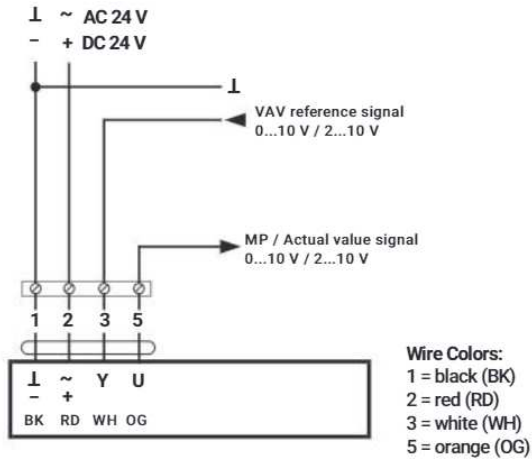 ⊥ ~ AC 24 V
− + DC 24 V
⊥
VAV reference signal
0...10 V / 2...10 V
MP / Actual value signal
0...10 V / 2...10 V
1 2 3 5
⊥ ~ Y U
− +
BK RD WH OG
Wire Colors:
1 = black (BK)
2 = red (RD)
3 = white (WH)
5 = orange (OG)